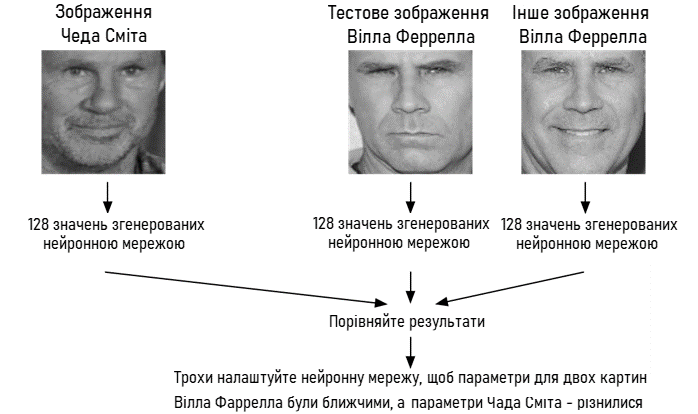 Зображення
Чеда Сміта
Тестове зображення
Вілла Феррелла
Інше зображення
Вілла Феррелла
128 значень згенерованих
нейронною мережою
128 значень згенерованих
нейронною мережою
128 значень згенерованих
нейронною мережою
Порівняйте результати
Трохи налаштуйте нейронну мережу, щоб параметри для двох картин
Вілла Фаррелла були ближчими, а параметри Чада Сміта - різнилися